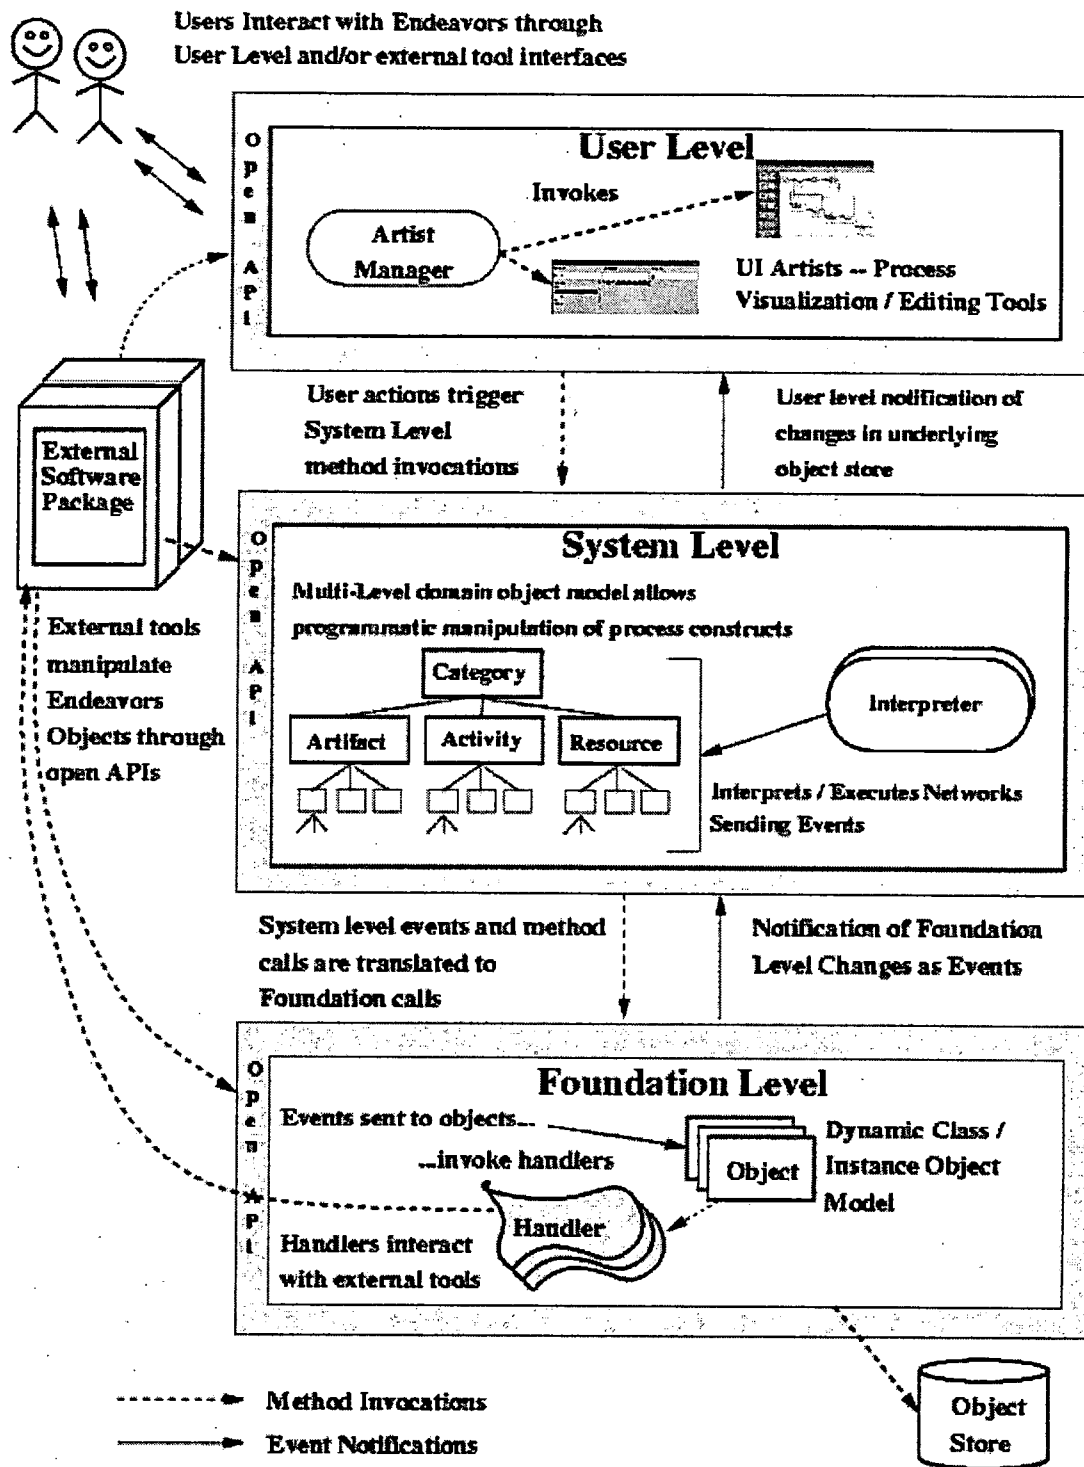 Users Interact with Endeavors through
User Level and/or external tool interfaces
Open API
User Level
Invokes
Artist
Manager
UI Artists -- Process
Visualization / Editing Tools
User actions trigger
System Level
method invocations
User level notification of
changes in underlying
object store
External
Software
Package
Open API
System Level
Multi-Level domain object model allows
programmatic manipulation of process constructs
Category
Artifact
Activity
Resource
Interpreter
Interprets / Executes Networks
Sending Events
External tools
manipulate
Endeavors
Objects through
open APIs
System level events and method
calls are translated to
Foundation calls
Notification of Foundation
Level Changes as Events
Open API
Foundation Level
Events sent to objects...
...invoke handlers
Object
Dynamic Class /
Instance Object
Model
Handler
Handlers interact
with external tools
Method Invocations
Event Notifications
Object
Store